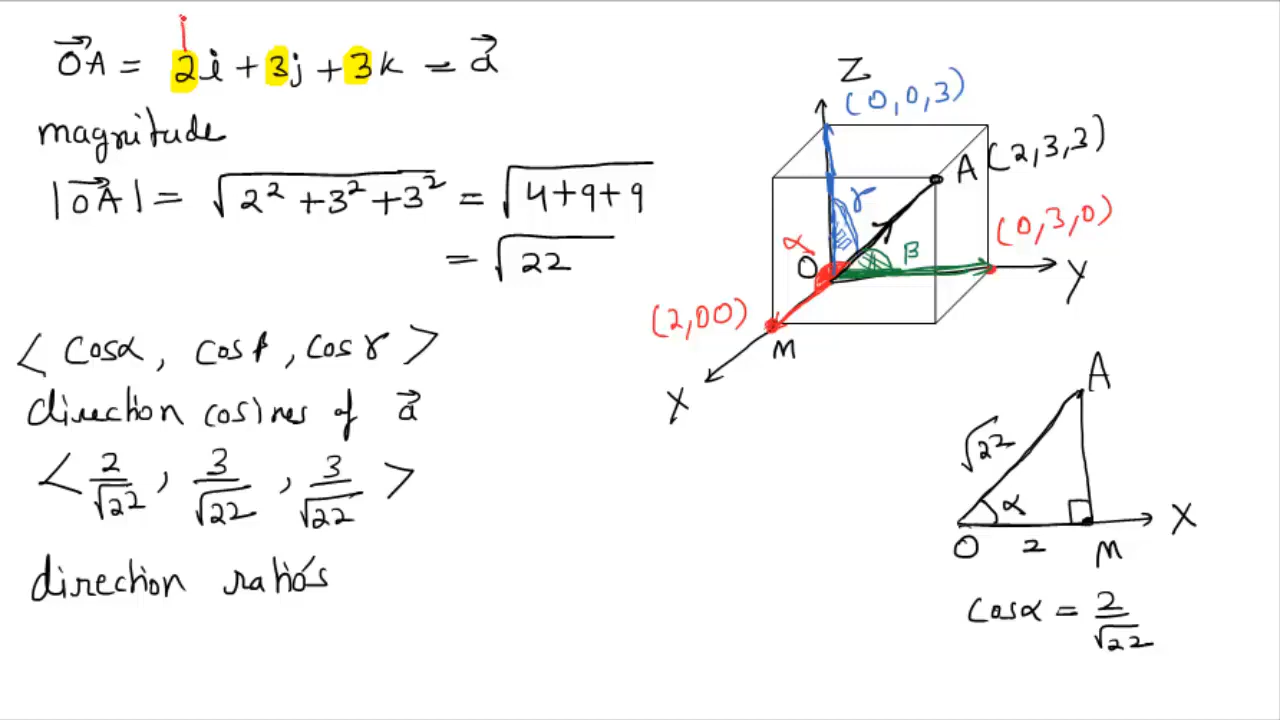 →OA = 2i + 3j + 3k = →a
magnitude
|→OA| = √(2² + 3² + 3²) = √(4+9+9)
= √22
< Cosα, cosβ, cosγ >
direction cosines of →a
< 2/√22, 3/√22, 3/√22 >
direction ratios
Z
(0,0,3)
A (2,3,3)
γ
(0,3,0)
α
β
O
Y
(2,00)
M
X
A
√22
α
X
O
2
M
Cosα = 2/√22